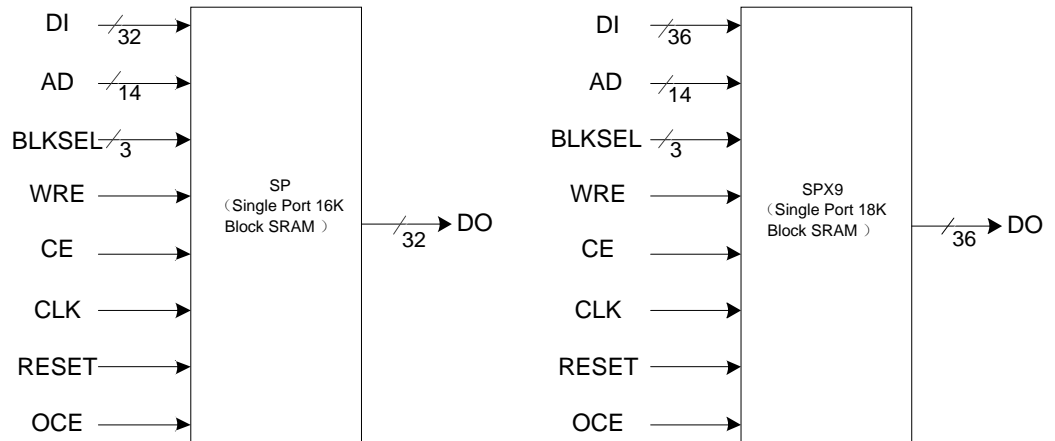 DI
32
AD
14
BLKSEL
3
WRE
CE
CLK
RESET
OCE
SP
（Single Port 16K
Block SRAM ）
32
DO
DI
36
AD
14
BLKSEL
3
WRE
CE
CLK
RESET
OCE
SPX9
（Single Port 18K
Block SRAM ）
36
DO